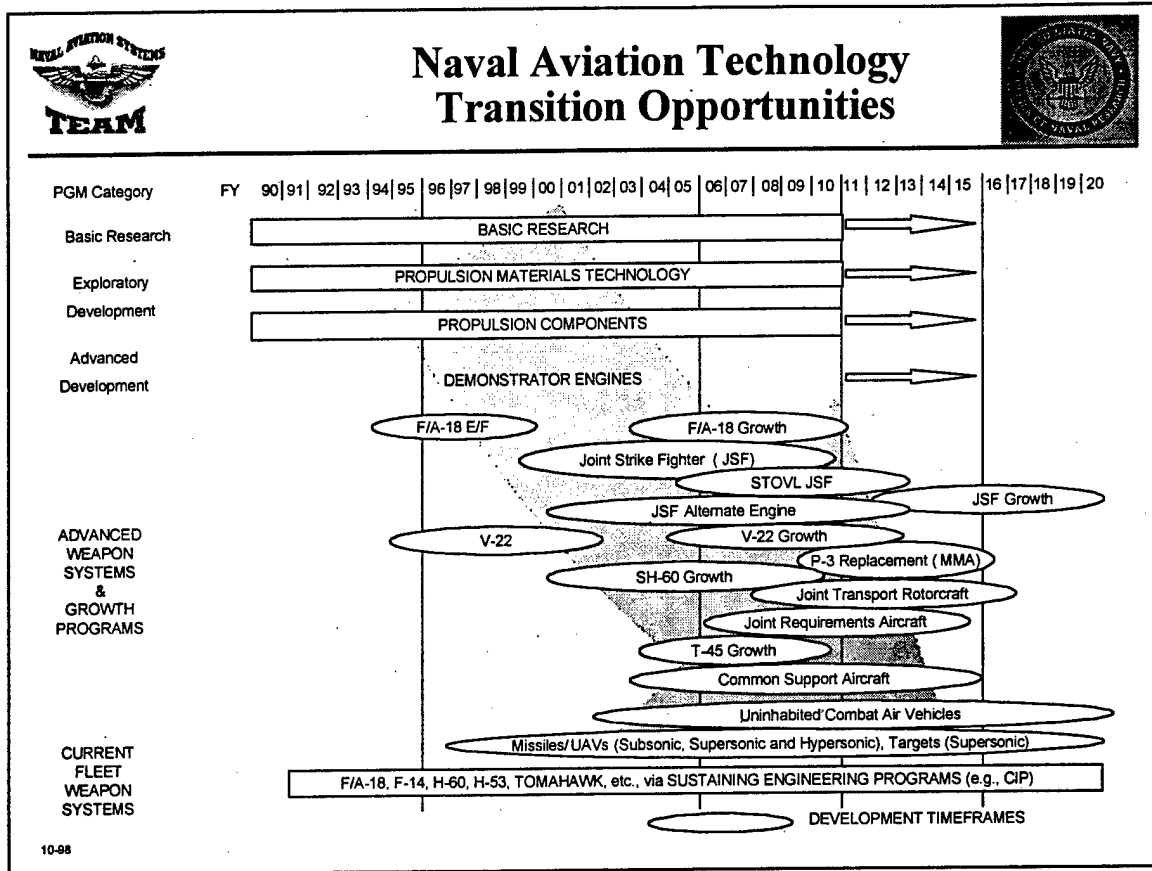 NAVAL AVIATION SYSTEMS
TEAM
Naval Aviation Technology
Transition Opportunities
PGM Category FY 90 91 92 93 94 95 96 97 98 99 00 01 02 03 04 05 06 07 08 09 10 11 12 13 14 15 16 17 18 19 20
Basic Research
BASIC RESEARCH
Exploratory
Development
PROPULSION MATERIALS TECHNOLOGY
PROPULSION COMPONENTS
Advanced
Development
DEMONSTRATOR ENGINES
F/A-18 E/F
F/A-18 Growth
Joint Strike Fighter ( JSF)
STOVL JSF
JSF Growth
JSF Alternate Engine
ADVANCED
WEAPON
SYSTEMS
&
GROWTH
PROGRAMS
V-22
V-22 Growth
P-3 Replacement ( MMA)
SH-60 Growth
Joint Transport Rotorcraft
Joint Requirements Aircraft
T-45 Growth
Common Support Aircraft
Uninhabited Combat Air Vehicles
Missiles/UAVs (Subsonic, Supersonic and Hypersonic), Targets (Supersonic)
CURRENT
FLEET
WEAPON
SYSTEMS
F/A-18, F-14, H-60, H-53, TOMAHAWK, etc., via SUSTAINING ENGINEERING PROGRAMS (e.g., CIP)
DEVELOPMENT TIMEFRAMES
10-98